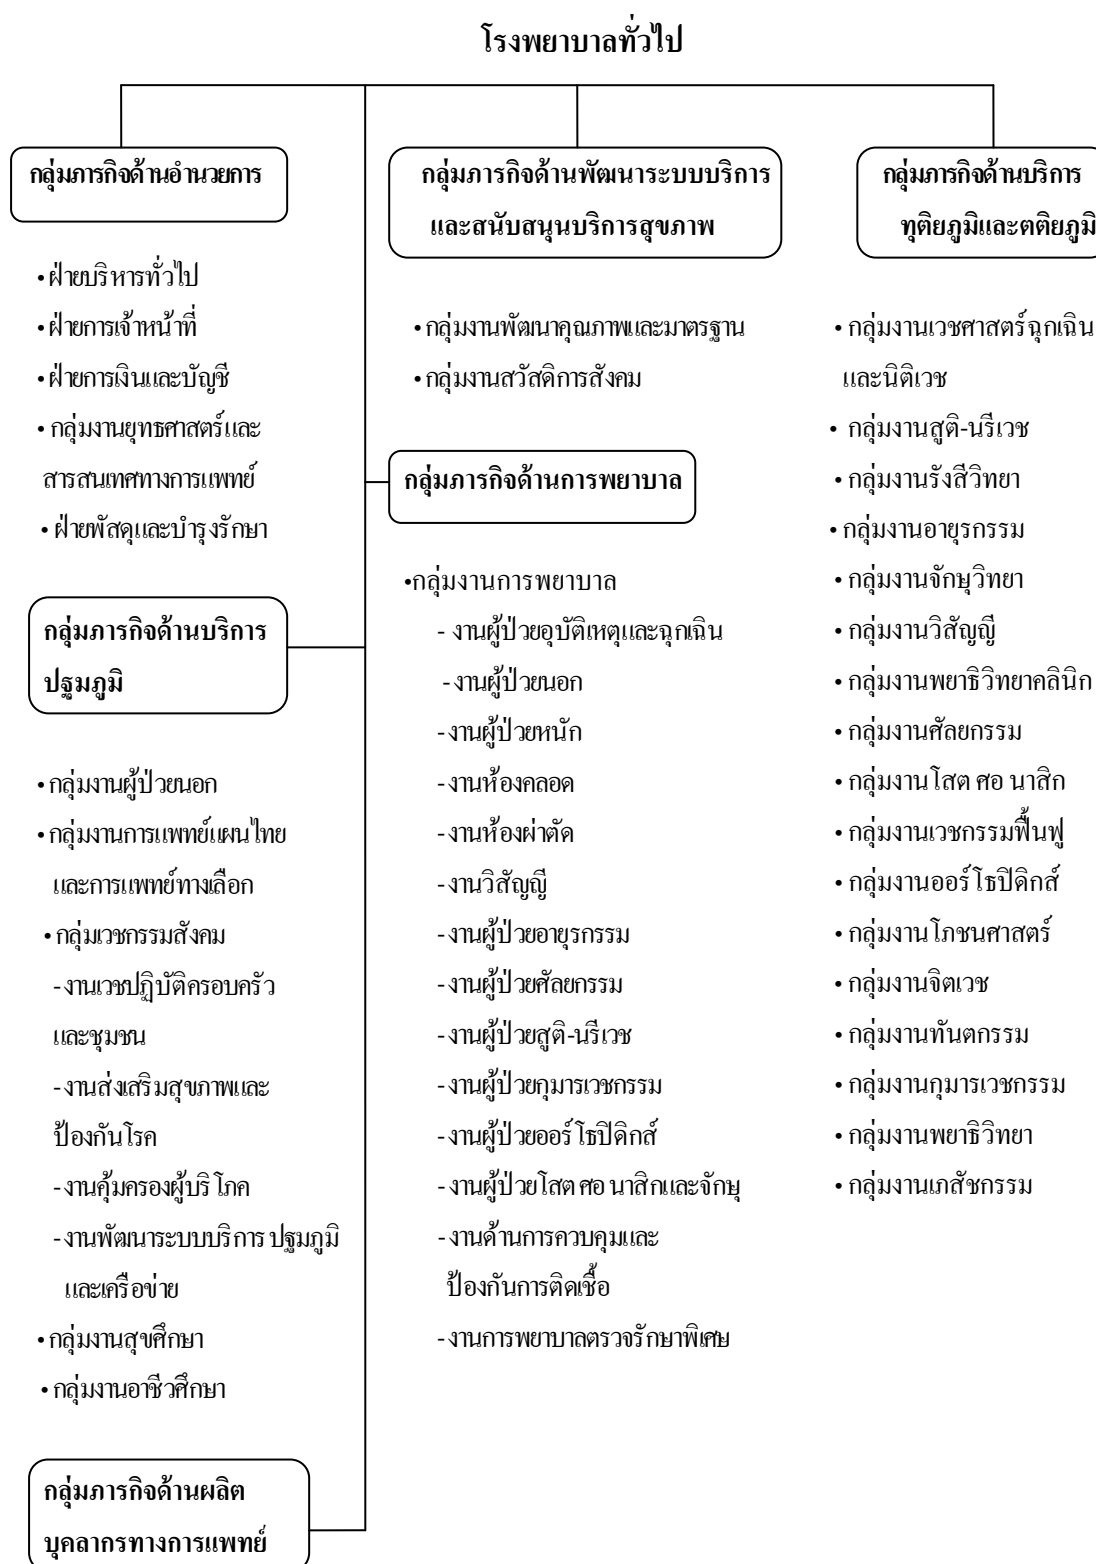 โรงพยาบาลทั่วไป
กลุ่มภารกิจด้านอำนวยการ
• ฝ่ายบริหารทั่วไป
• ฝ่ายการเจ้าหน้าที่
• ฝ่ายการเงินและบัญชี
• กลุ่มงานยุทธศาสตร์และ
สารสนเทศทางการแพทย์
• ฝ่ายพัสดุและบำรุงรักษา
กลุ่มภารกิจด้านบริการ
ปฐมภูมิ
• กลุ่มงานผู้ป่วยนอก
• กลุ่มงานการแพทย์แผนไทย
และการแพทย์ทางเลือก
• กลุ่มเวชกรรมสังคม
- งานเวชปฏิบัติครอบครัว
และชุมชน
- งานส่งเสริมสุขภาพและ
ป้องกันโรค
- งานคุ้มครองผู้บริโภค
- งานพัฒนาระบบบริการ ปฐมภูมิ
และเครือข่าย
• กลุ่มงานสุขศึกษา
• กลุ่มงานอาชีวศึกษา
กลุ่มภารกิจด้านผลิต
บุคลากรทางการแพทย์
กลุ่มภารกิจด้านพัฒนาระบบบริการ
และสนับสนุนบริการสุขภาพ
• กลุ่มงานพัฒนาคุณภาพและมาตรฐาน
• กลุ่มงานสวัสดิการสังคม
กลุ่มภารกิจด้านการพยาบาล
•กลุ่มงานการพยาบาล
- งานผู้ป่วยอุบัติเหตุและฉุกเฉิน
- งานผู้ป่วยนอก
- งานผู้ป่วยหนัก
- งานห้องคลอด
- งานห้องผ่าตัด
- งานวิสัญญี
- งานผู้ป่วยอายุรกรรม
- งานผู้ป่วยศัลยกรรม
- งานผู้ป่วยสูติ-นรีเวช
- งานผู้ป่วยกุมารเวชกรรม
- งานผู้ป่วยออร์โธปิดิกส์
- งานผู้ป่วยโสต ศอ นาสิกและจักษุ
- งานด้านการควบคุมและ
ป้องกันการติดเชื้อ
- งานการพยาบาลตรวจรักษาพิเศษ
กลุ่มภารกิจด้านบริการ
ทุติยภูมิและตติยภูมิ
• กลุ่มงานเวชศาสตร์ฉุกเฉิน
และนิติเวช
• กลุ่มงานสูติ-นรีเวช
• กลุ่มงานรังสีวิทยา
• กลุ่มงานอายุรกรรม
• กลุ่มงานจักษุวิทยา
• กลุ่มงานวิสัญญี
• กลุ่มงานพยาธิวิทยาคลินิก
• กลุ่มงานศัลยกรรม
• กลุ่มงานโสต ศอ นาสิก
• กลุ่มงานเวชกรรมฟื้นฟู
• กลุ่มงานออร์โธปิดิกส์
• กลุ่มงานโภชนศาสตร์
• กลุ่มงานจิตเวช
• กลุ่มงานทันตกรรม
• กลุ่มงานกุมารเวชกรรม
• กลุ่มงานพยาธิวิทยา
• กลุ่มงานเภสัชกรรม